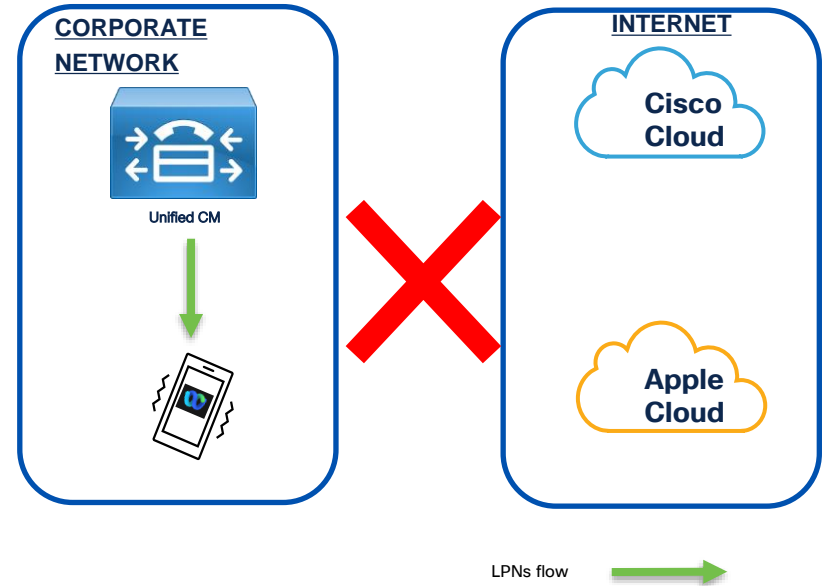 CORPORATE
NETWORK
Unified CM
INTERNET
Cisco
Cloud
Apple
Cloud
LPNs flow